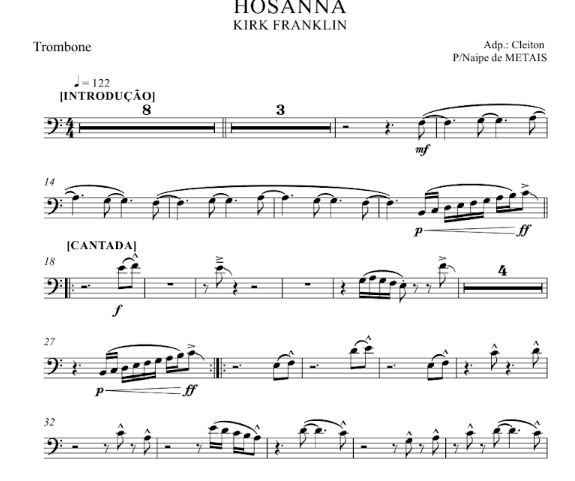 HOSANNA
KIRK FRANKLIN
Trombone
Adp.: Cleiton
P/Naipe de METAIS
♩ = 122
[INTRODUÇÃO]
8
3
mf
14
p
ff
[CANTADA]
18
f
4
27
p
ff
32